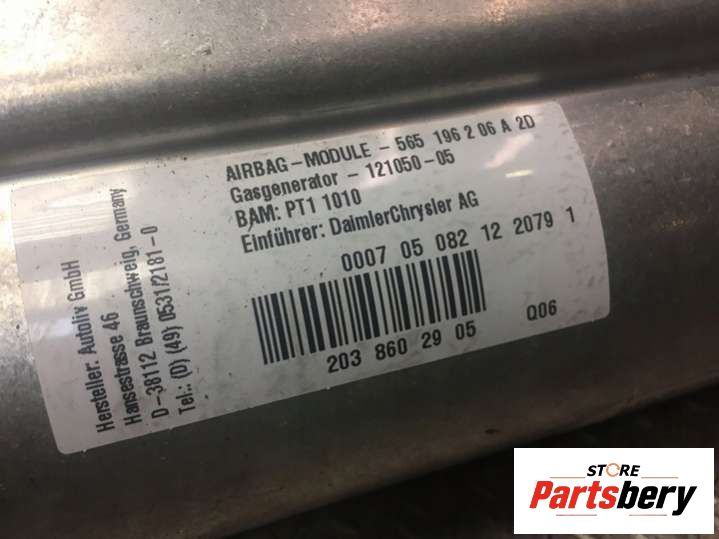 AIRBAG-MODULE - 565 196 2 06 A 2D
Gasgenerator - 121050-05
BAM: PT1 1010
Einführer: DaimlerChrysler AG
0007 05 082 12 2079 1
203 860 29 05
Q06
Hersteller: Autoliv GmbH
Hansestrasse 46
D-38112 Braunschweig, Germany
Tel.: (0) (49) 0531/2181-0
STORE
Partsbery